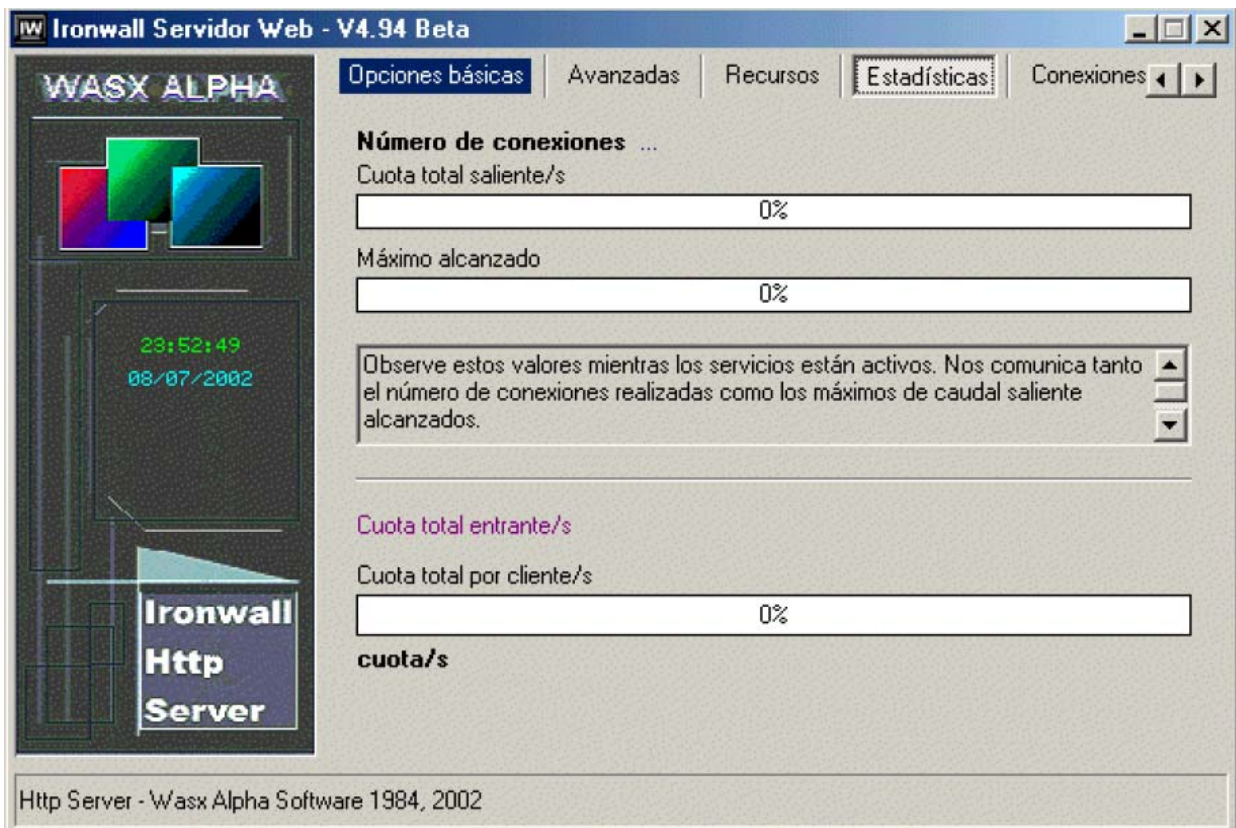 IW Ironwall Servidor Web - V4.94 Beta
WASX ALPHA
Opciones básicas
Avanzadas
Recursos
Estadísticas
Conexiones
Número de conexiones ...
Cuota total saliente/s
0%
Máximo alcanzado
0%
23:52:49
08/07/2002
Observe estos valores mientras los servicios están activos. Nos comunica tanto
el número de conexiones realizadas como los máximos de caudal saliente
alcanzados.
Cuota total entrante/s
Cuota total por cliente/s
0%
cuota/s
Ironwall
Http
Server
Http Server - Wasx Alpha Software 1984, 2002